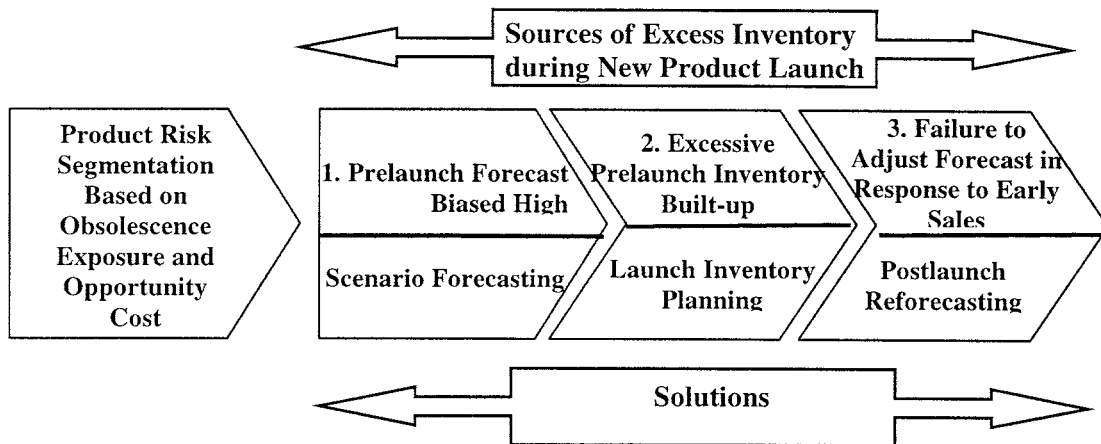 Sources of Excess Inventory
during New Product Launch
Product Risk
Segmentation
Based on
Obsolescence
Exposure and
Opportunity
Cost
1. Prelaunch Forecast
Biased High
Scenario Forecasting
2. Excessive
Prelaunch Inventory
Built-up
Launch Inventory
Planning
3. Failure to
Adjust Forecast in
Response to Early
Sales
Postlaunch
Reforecasting
Solutions